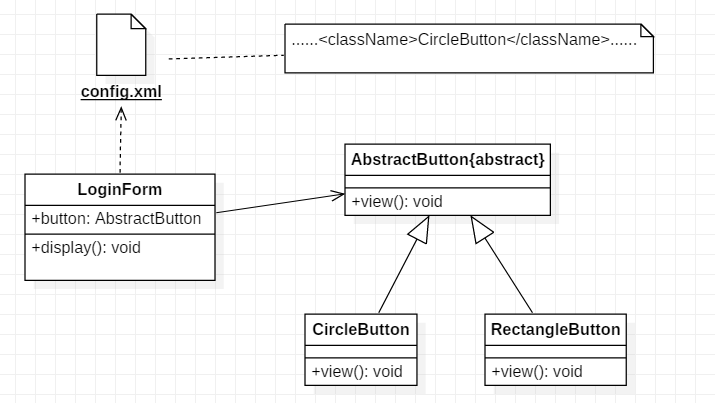 ......<className>CircleButton</className>......
config.xml
AbstractButton{abstract}
+view(): void
LoginForm
+button: AbstractButton
+display(): void
CircleButton
+view(): void
RectangleButton
+view(): void